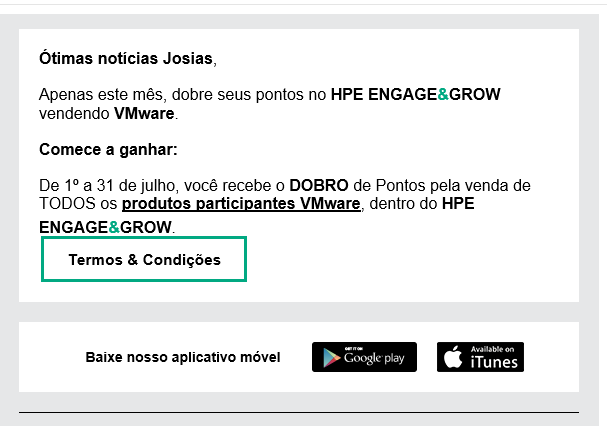 Ótimas notícias Josias,
Apenas este mês, dobre seus pontos no HPE ENGAGE&GROW
vendendo VMware.
Comece a ganhar:
De 1º a 31 de julho, você recebe o DOBRO de Pontos pela venda de
TODOS os produtos participantes VMware, dentro do HPE
ENGAGE&GROW.
Termos & Condições
Baixe nosso aplicativo móvel
GET IT ON
Google play
Available on
iTunes